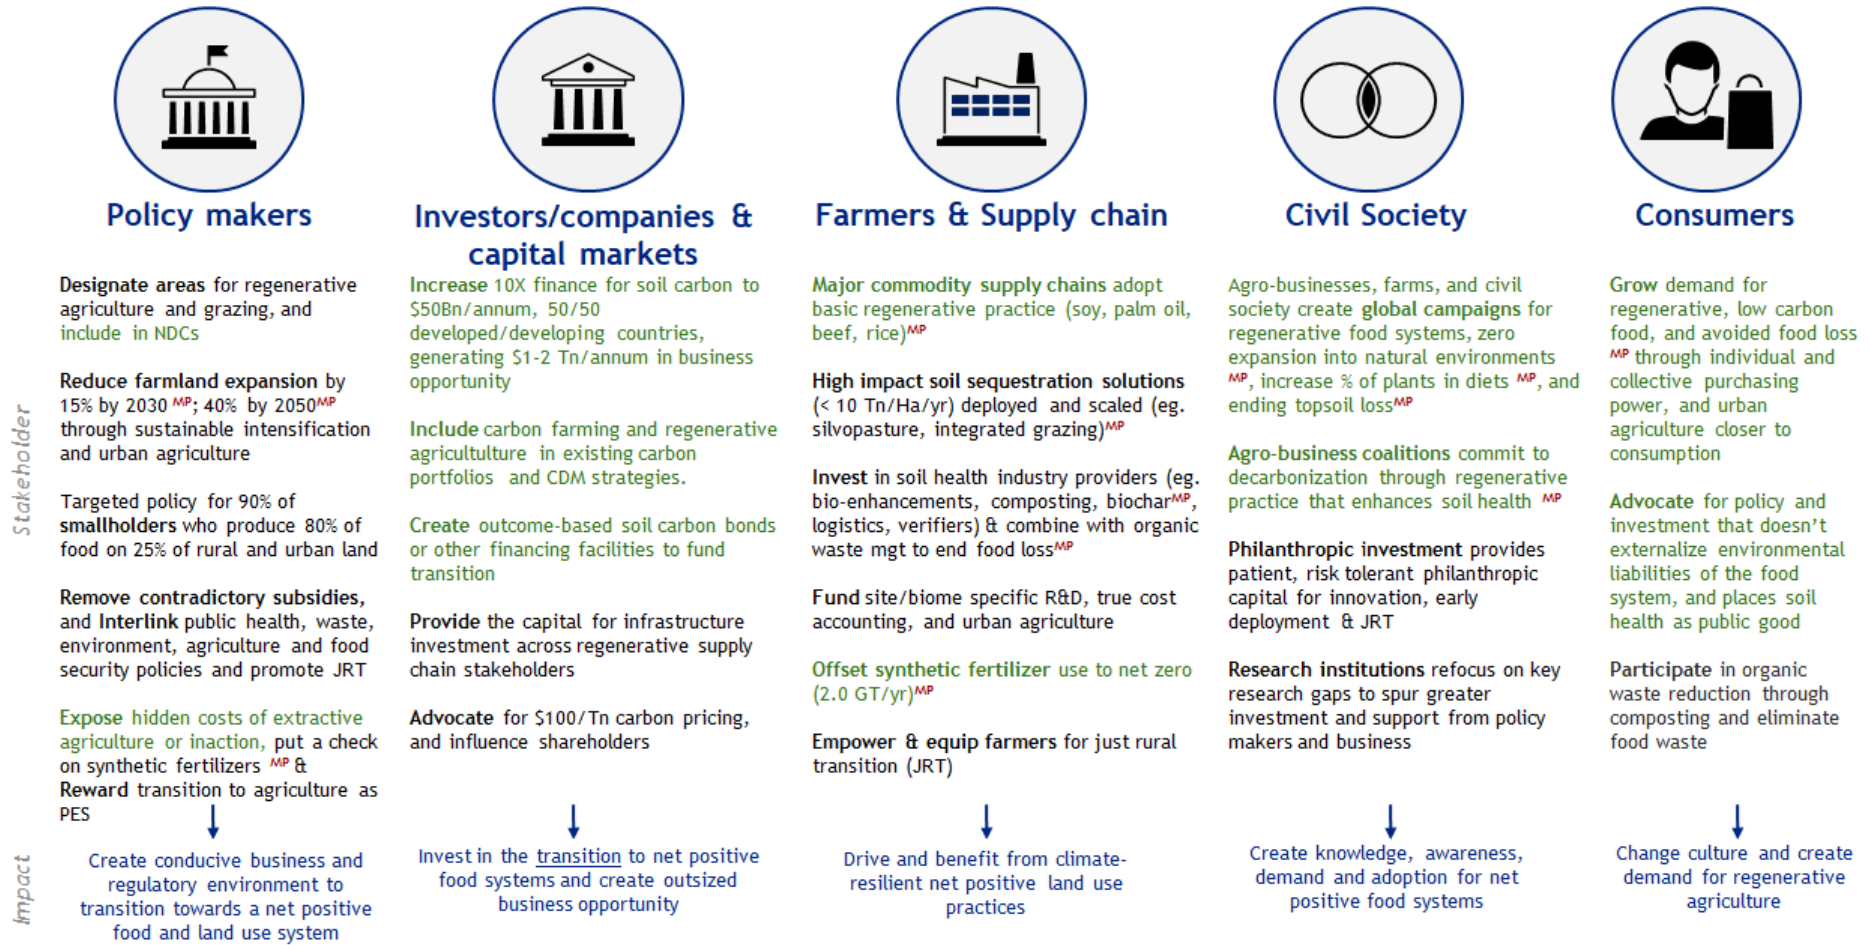 Policy makers
Designate areas for regenerative
agriculture and grazing, and
include in NDCs
Reduce farmland expansion by
15% by 2030 MP; 40% by 2050MP
through sustainable intensification
and urban agriculture
Targeted policy for 90% of
smallholders who produce 80% of
food on 25% of rural and urban land
Remove contradictory subsidies,
and Interlink public health, waste,
environment, agriculture and food
security policies and promote JRT
Expose hidden costs of extractive
agriculture or inaction, put a check
on synthetic fertilizers MP &
Reward transition to agriculture as
PES
Create conducive business and
regulatory environment to
transition towards a net positive
food and land use system
Investors/companies &
capital markets
Increase 10X finance for soil carbon to
$50Bn/annum, 50/50
developed/developing countries,
generating $1-2 Tn/annum in business
opportunity
Include carbon farming and regenerative
agricultulture in existing carbon
portfolios and CDM strategies.
Create outcome-based soil carbon bonds
or other financing facilities to fund
transition
Provide the capital for infrastructure
investment across regenerative supply
chain stakeholders
Advocate for $100/Tn carbon pricing,
and influence shareholders
Invest in the transition to net positive
food systems and create outsized
business opportunity
Farmers & Supply chain
Major commodity supply chains adopt
basic regenerative practice (soy, palm oil,
beef, rice)MP
High impact soil sequestration solutions
(< 10 Tn/Ha/yr) deployed and scaled (eg.
silvopasture, integrated grazing)MP
Invest in soil health industry providers (eg.
bio-enhancements, composting, biocharMP,
logistics, verifiers) & combine with organic
waste mgt to end food lossMP
Fund site/biome specific R&D, true cost
accounting, and urban agriculture
Offset synthetic fertilizer use to net zero
(2.0 GT/yr)MP
Empower & equip farmers for just rural
transition (JRT)
Drive and benefit from climate-
resilient net positive land use
practices
Civil Society
Agro-businesses, farms, and civil
society create global campaigns for
regenerative food systems, zero
expansion into natural environments
MP, increase % of plants in diets MP, and
ending topsoil lossMP
Agro-business coalitions commit to
decarbonization through regenerative
practice that enhances soil health MP
Philanthropic investment provides
patient, risk tolerant philanthropic
capital for innovation, early
deployment & JRT
Research institutions refocus on key
research gaps to spur greater
investment and support from policy
makers and business
Create knowledge, awareness,
demand and adoption for net
positive food systems
Consumers
Grow demand for
regenerative, low carbon
food, and avoided food loss
MP through individual and
collective purchasing
power, and urban
agriculture closer to
consumption
Advocate for policy and
investment that doesn't
externalize environmental
liabilities of the food
system, and places soil
health as public good
Participate in organic
waste reduction through
composting and eliminate
food waste
Change culture and create
demand for regenerative
agriculture
Stakeholder
Impact